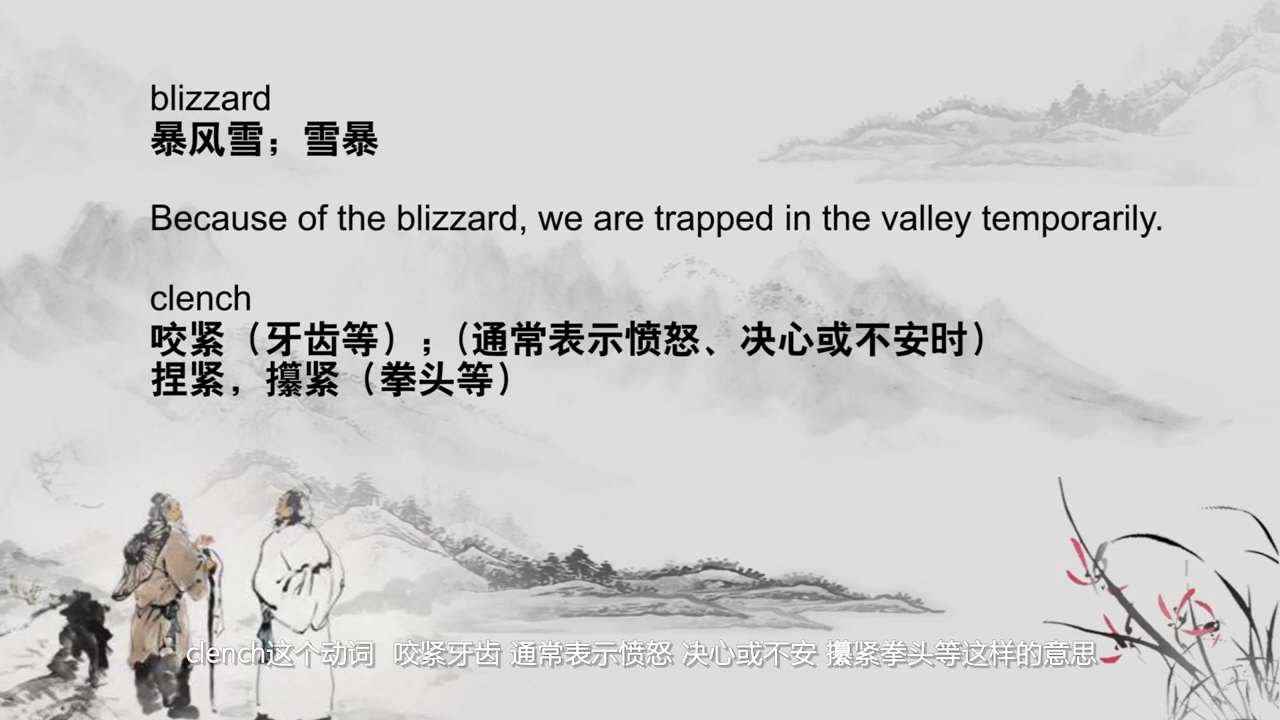 blizzard
暴风雪；雪暴
Because of the blizzard, we are trapped in the valley temporarily.
clench
咬紧（牙齿等）；（通常表示愤怒、决心或不安时）
捏紧，攥紧（拳头等）
clench这个动词 咬紧牙齿 通常表示愤怒 决心或不安 攥紧拳头等这样的意思